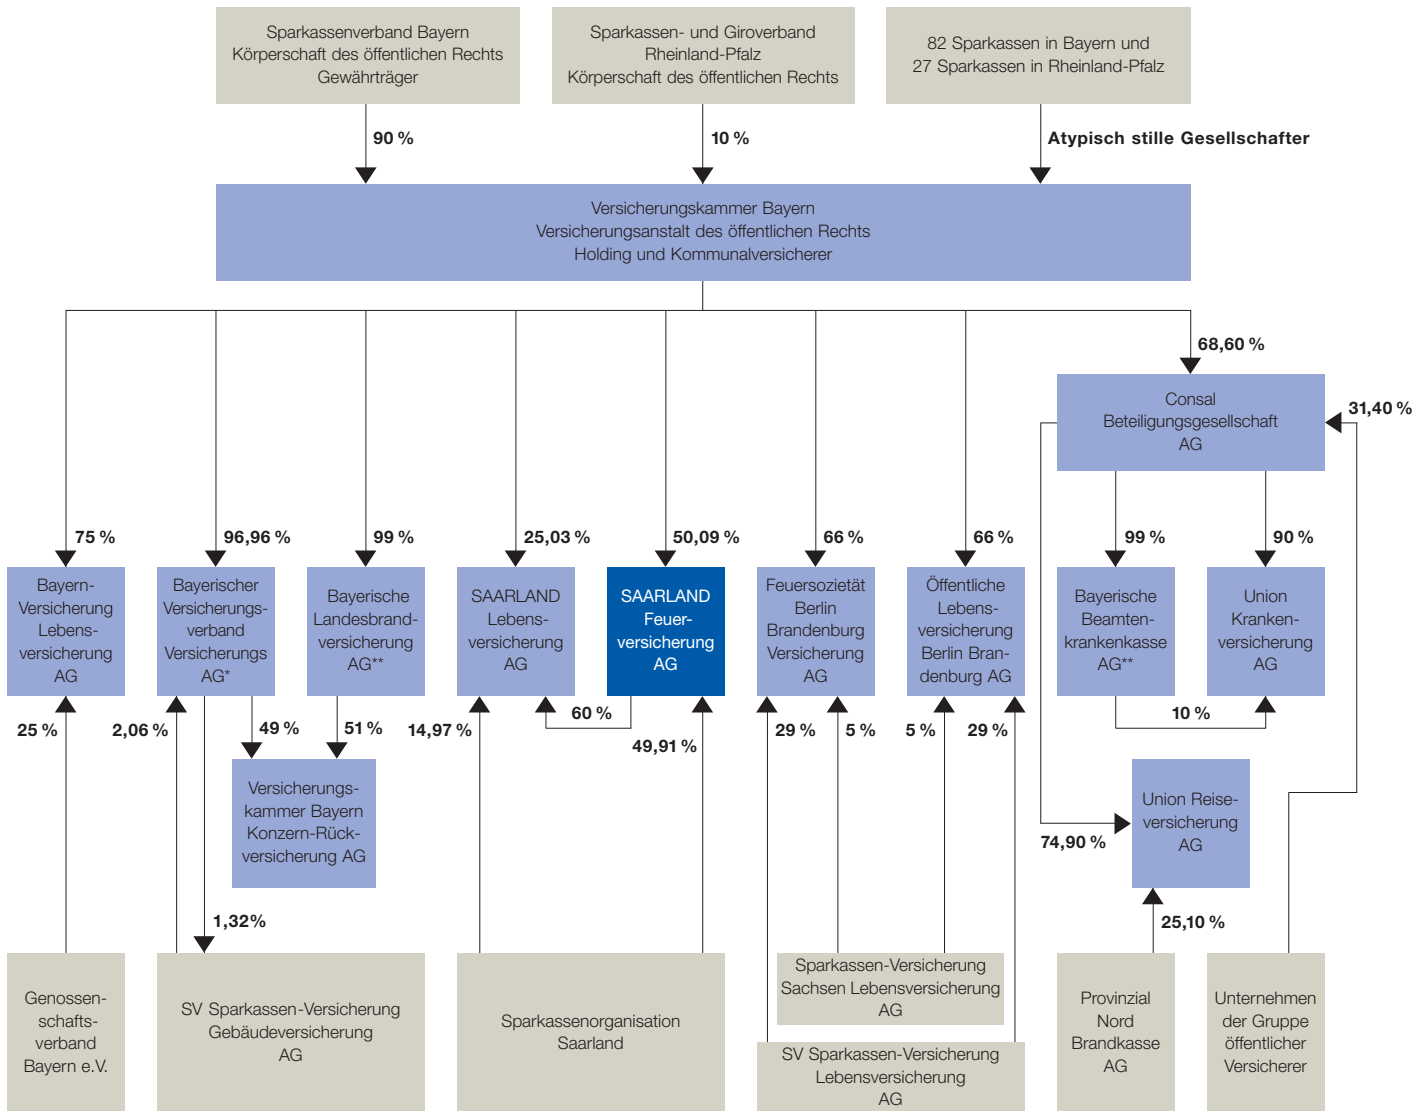 Sparkassenverband Bayern
Körperschaft des öffentlichen Rechts
Gewährträger
Sparkassen- und Giroverband
Rheinland-Pfalz
Körperschaft des öffentlichen Rechts
82 Sparkassen in Bayern und
27 Sparkassen in Rheinland-Pfalz
90 %
10 %
Atypisch stille Gesellschafter
Versicherungskammer Bayern
Versicherungsanstalt des öffentlichen Rechts
Holding und Kommunalversicherer
68,60 %
Consal
Beteiligungsgesellschaft
AG
31,40 %
75 %
96,96 %
99 %
25,03 %
50,09 %
66 %
66 %
99 %
90 %
Bayern-
Versicherung
Lebens-
versicherung
AG
Bayerischer
Versicherungs-
verband
Versicherungs
AG*
Bayerische
Landesbrand-
versicherung
AG**
SAARLAND
Lebens-
versicherung
AG
SAARLAND
Feuer-
versicherung
AG
Feuersozietät
Berlin
Brandenburg
Versicherung
AG
Öffentliche
Lebens-
versicherung
Berlin Bran-
denburg AG
Bayerische
Beamten-
krankenkasse
AG**
Union
Kranken-
versicherung
AG
25 %
2,06 %
49 %
51 %
14,97 %
60 %
49,91 %
29 %
5 %
5 %
29 %
10 %
Versicherungs-
kammer Bayern
Konzern-Rück-
versicherung AG
Union Reise-
versicherung
AG
74,90 %
1,32%
25,10 %
Genossen-
schafts-
verband
Bayern e.V.
SV Sparkassen-Versicherung
Gebäudeversicherung
AG
Sparkassenorganisation
Saarland
Sparkassen-Versicherung
Sachsen Lebensversicherung
AG
SV Sparkassen-Versicherung
Lebensversicherung
AG
Provinzial
Nord
Brandkasse
AG
Unternehmen
der Gruppe
öffentlicher
Versicherer